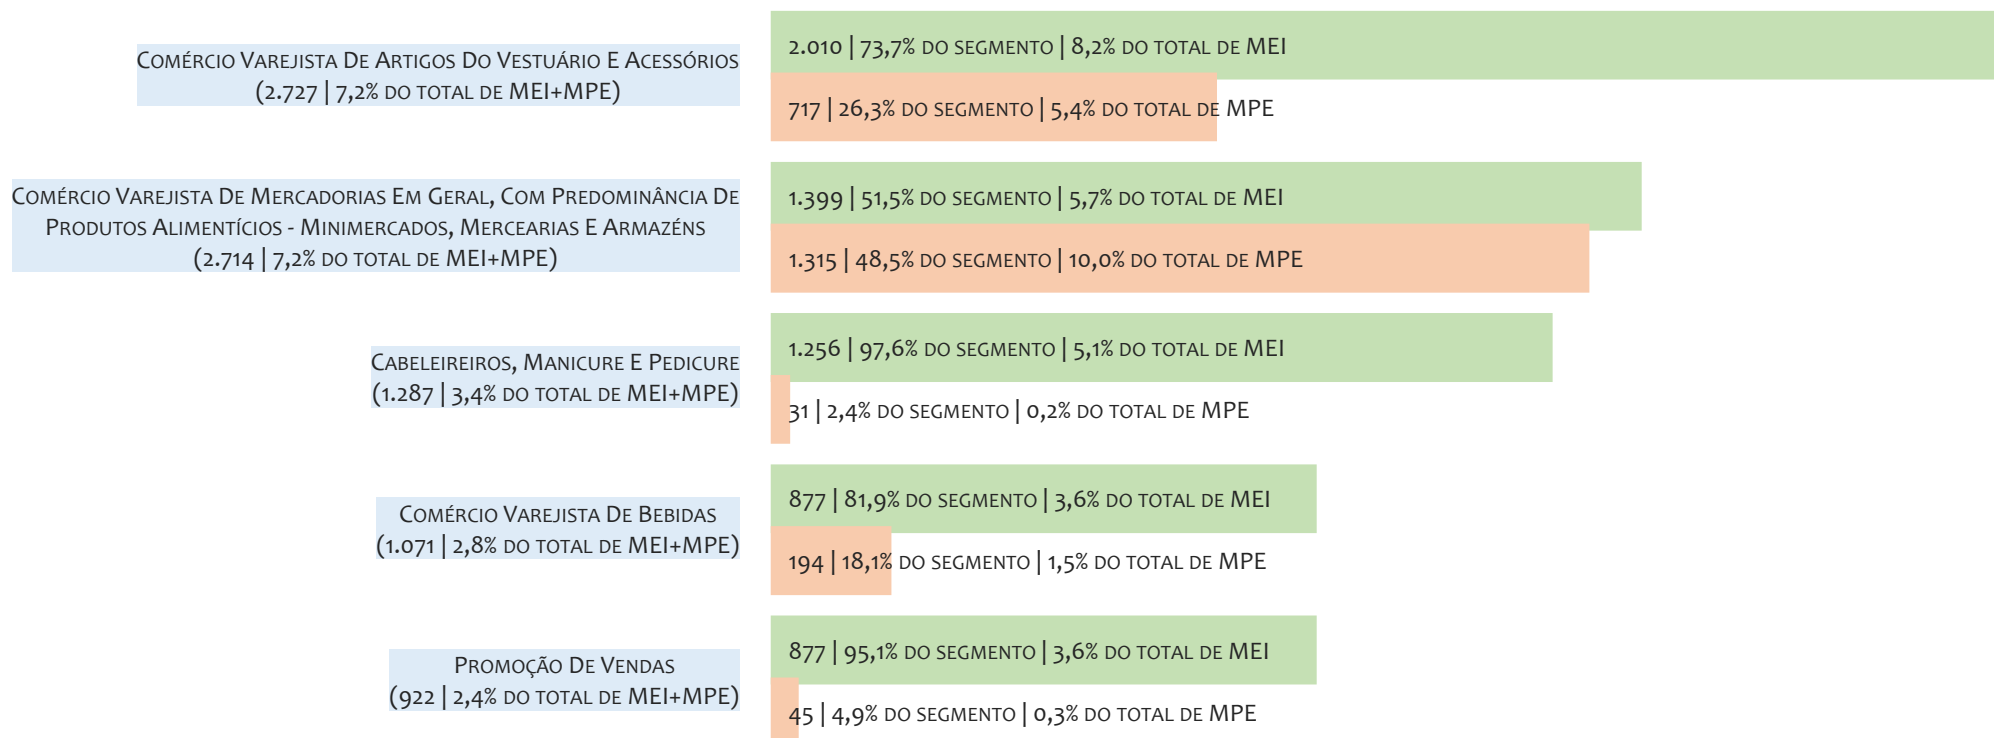 Comércio Varejista De Artigos Do Vestuário E Acessórios
(2.727 | 7,2% do total de MEI+MPE)
2.010 | 73,7% do segmento | 8,2% do total de MEI
717 | 26,3% do segmento | 5,4% do total de MPE
Comércio Varejista De Mercadorias Em Geral, Com Predominância De
Produtos Alimentícios - Minimercados, Mercearias E Armazéns
(2.714 | 7,2% do total de MEI+MPE)
1.399 | 51,5% do segmento | 5,7% do total de MEI
1.315 | 48,5% do segmento | 10,0% do total de MPE
Cabeleireiros, Manicure E Pedicure
(1.287 | 3,4% do total de MEI+MPE)
1.256 | 97,6% do segmento | 5,1% do total de MEI
31 | 2,4% do segmento | 0,2% do total de MPE
Comércio Varejista De Bebidas
(1.071 | 2,8% do total de MEI+MPE)
877 | 81,9% do segmento | 3,6% do total de MEI
194 | 18,1% do segmento | 1,5% do total de MPE
Promoção De Vendas
(922 | 2,4% do total de MEI+MPE)
877 | 95,1% do segmento | 3,6% do total de MEI
45 | 4,9% do segmento | 0,3% do total de MPE